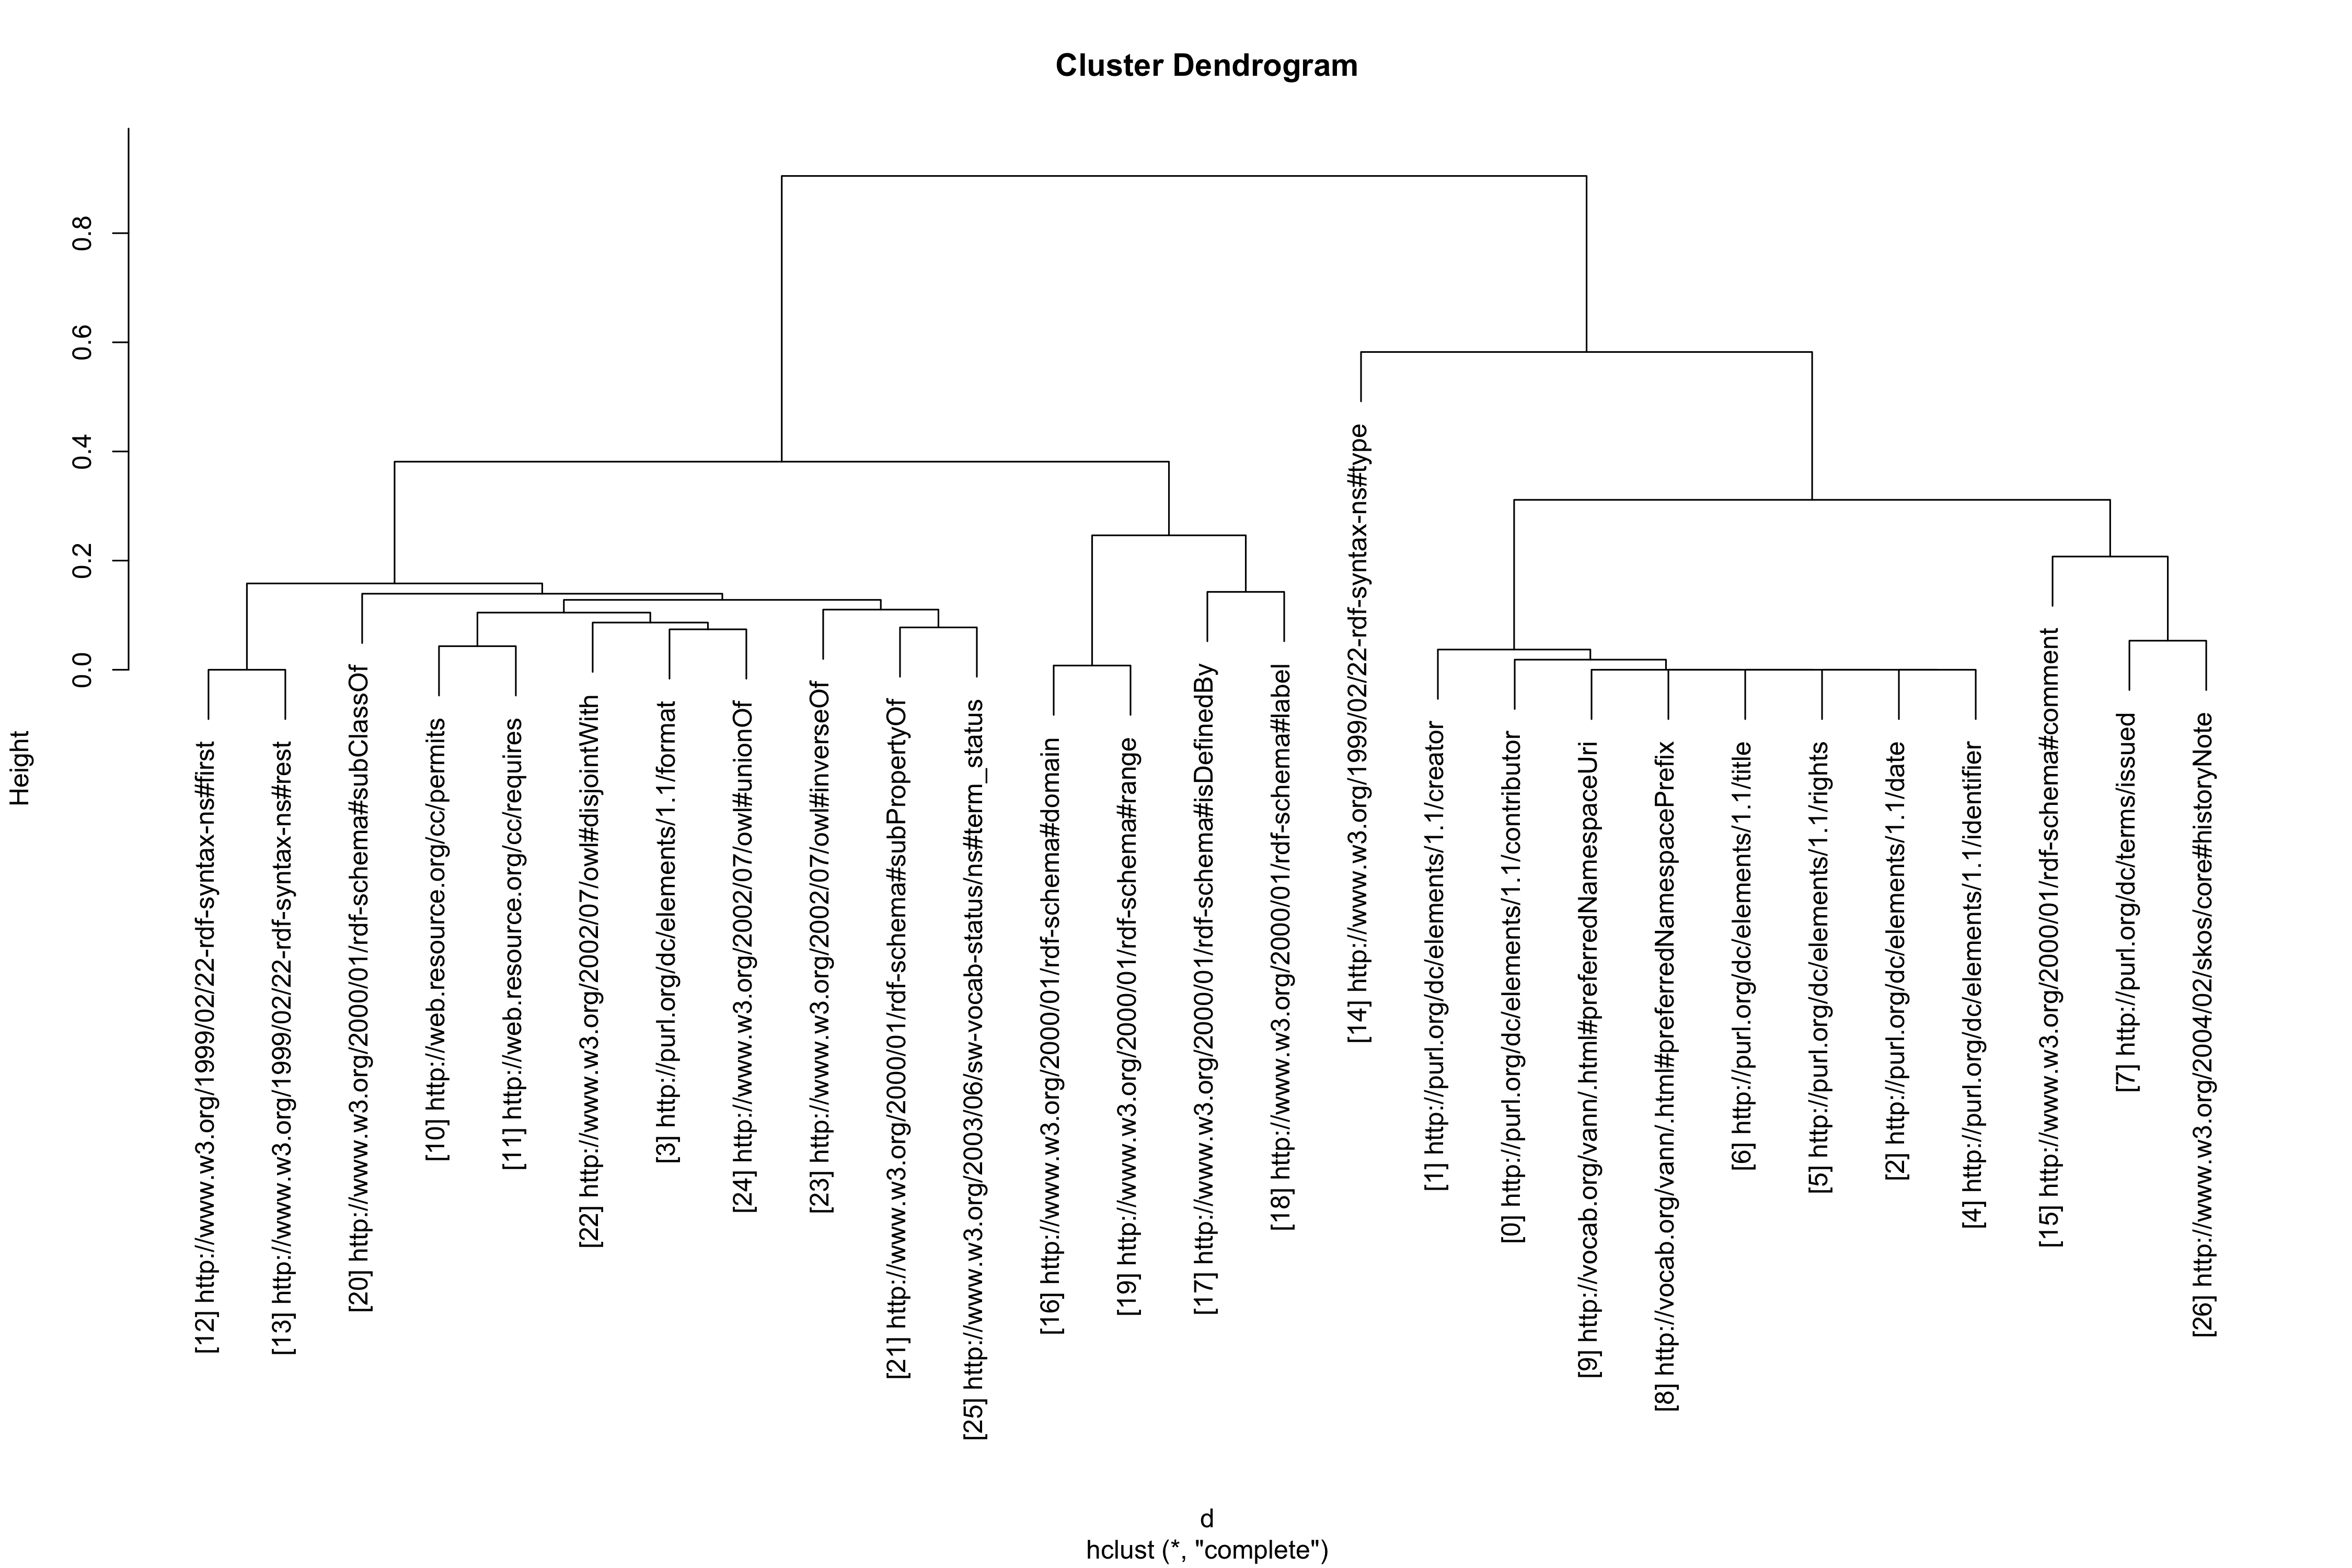 Cluster Dendrogram
Height
0.8
0.6
0.4
0.2
0.0
[12] http://www.w3.org/1999/02/22-rdf-syntax-ns#first
[13] http://www.w3.org/1999/02/22-rdf-syntax-ns#rest
[20] http://www.w3.org/2000/01/rdf-schema#subClassOf
[10] http://web.resource.org/cc/permits
[11] http://web.resource.org/cc/requires
[22] http://www.w3.org/2002/07/owl#disjointWith
[3] http://purl.org/dc/elements/1.1/format
[24] http://www.w3.org/2002/07/owl#unionOf
[23] http://www.w3.org/2002/07/owl#inverseOf
[21] http://www.w3.org/2000/01/rdf-schema#subPropertyOf
[25] http://www.w3.org/2003/06/sw-vocab-status/ns#term_status
[16] http://www.w3.org/2000/01/rdf-schema#domain
[19] http://www.w3.org/2000/01/rdf-schema#range
[17] http://www.w3.org/2000/01/rdf-schema#isDefinedBy
[18] http://www.w3.org/2000/01/rdf-schema#label
[14] http://www.w3.org/1999/02/22-rdf-syntax-ns#type
[1] http://purl.org/dc/elements/1.1/creator
[0] http://purl.org/dc/elements/1.1/contributor
[9] http://vocab.org/vann/.html#preferredNamespaceUri
[8] http://vocab.org/vann/.html#preferredNamespacePrefix
[6] http://purl.org/dc/elements/1.1/title
[5] http://purl.org/dc/elements/1.1/rights
[2] http://purl.org/dc/elements/1.1/date
[4] http://purl.org/dc/elements/1.1/identifier
[15] http://www.w3.org/2000/01/rdf-schema#comment
[7] http://purl.org/dc/terms/issued
[26] http://www.w3.org/2004/02/skos/core#historyNote
d
hclust (*, "complete")